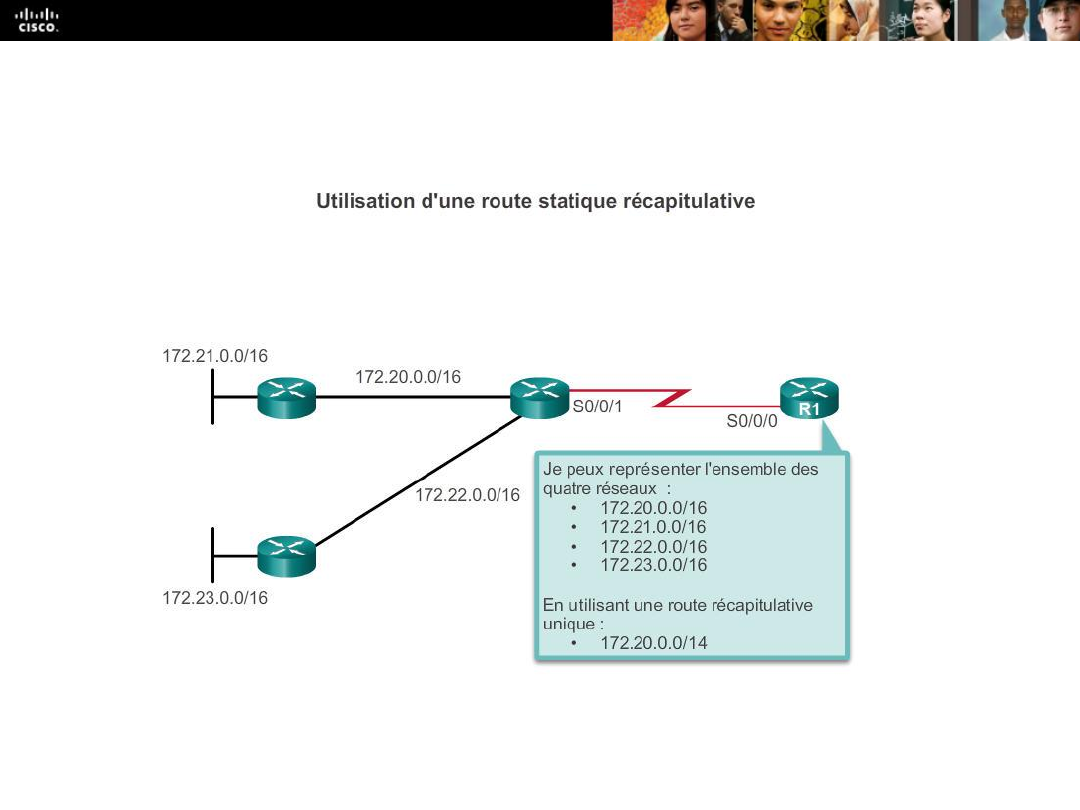 CISCO.
Utilisation d'une route statique récapitulative
172.21.0.0/16
172.20.0.0/16
S0/0/1
R1
S0/0/0
172.22.0.0/16
172.23.0.0/16
Je peux représenter l'ensemble des
quatre réseaux :
• 172.20.0.0/16
• 172.21.0.0/16
• 172.22.0.0/16
• 172.23.0.0/16
En utilisant une route récapitulative
unique :
• 172.20.0.0/14